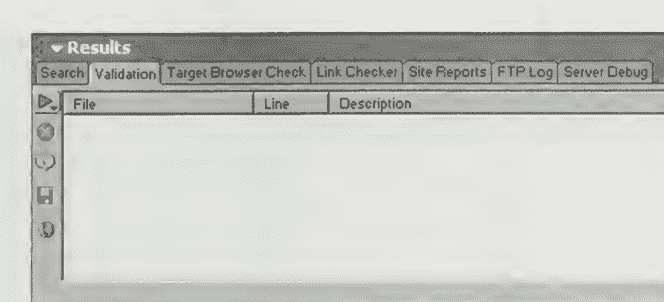 Results
Search Validation Target Browser Check Link Checker Site Reports FTP Log Server Debug
File Line Description